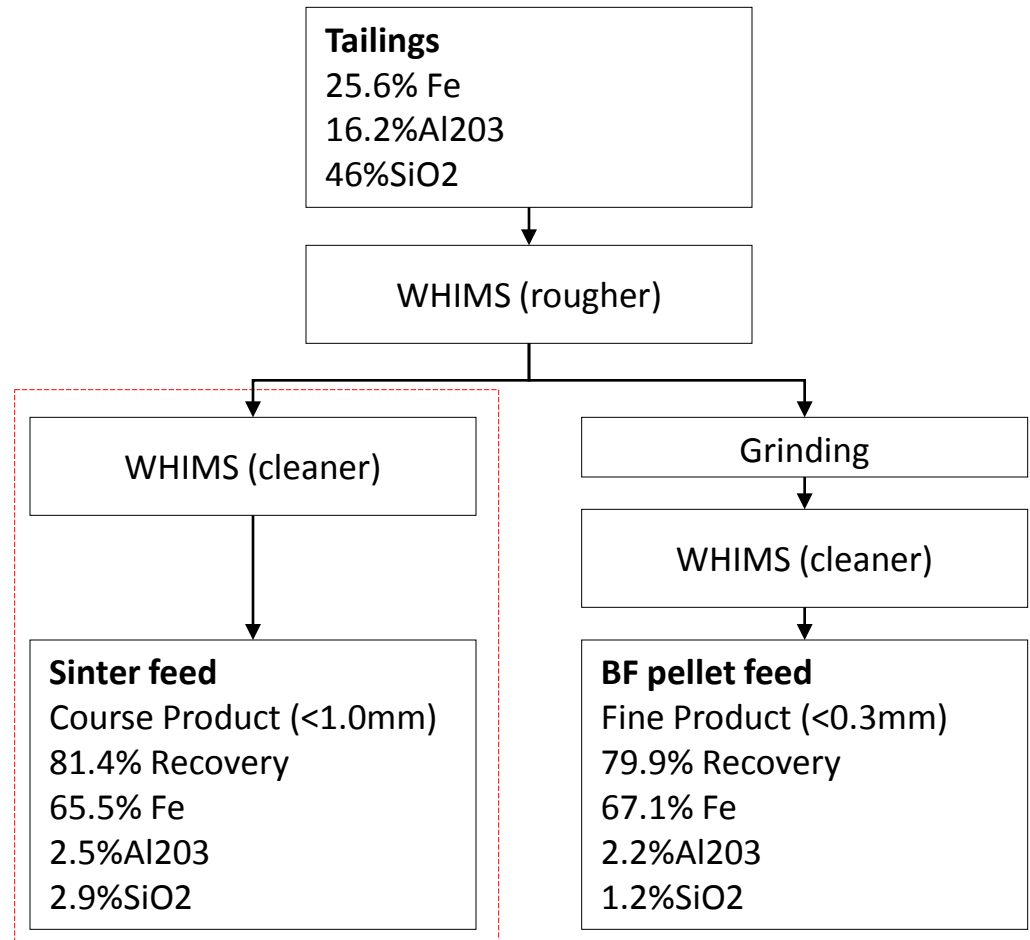 Tailings
25.6% Fe
16.2%Al203
46%SiO2
WHIMS (rougher)
WHIMS (cleaner)
Grinding
WHIMS (cleaner)
Sinter feed
Course Product (<1.0mm)
81.4% Recovery
65.5% Fe
2.5%Al203
2.9%SiO2
BF pellet feed
Fine Product (<0.3mm)
79.9% Recovery
67.1% Fe
2.2%Al203
1.2%SiO2